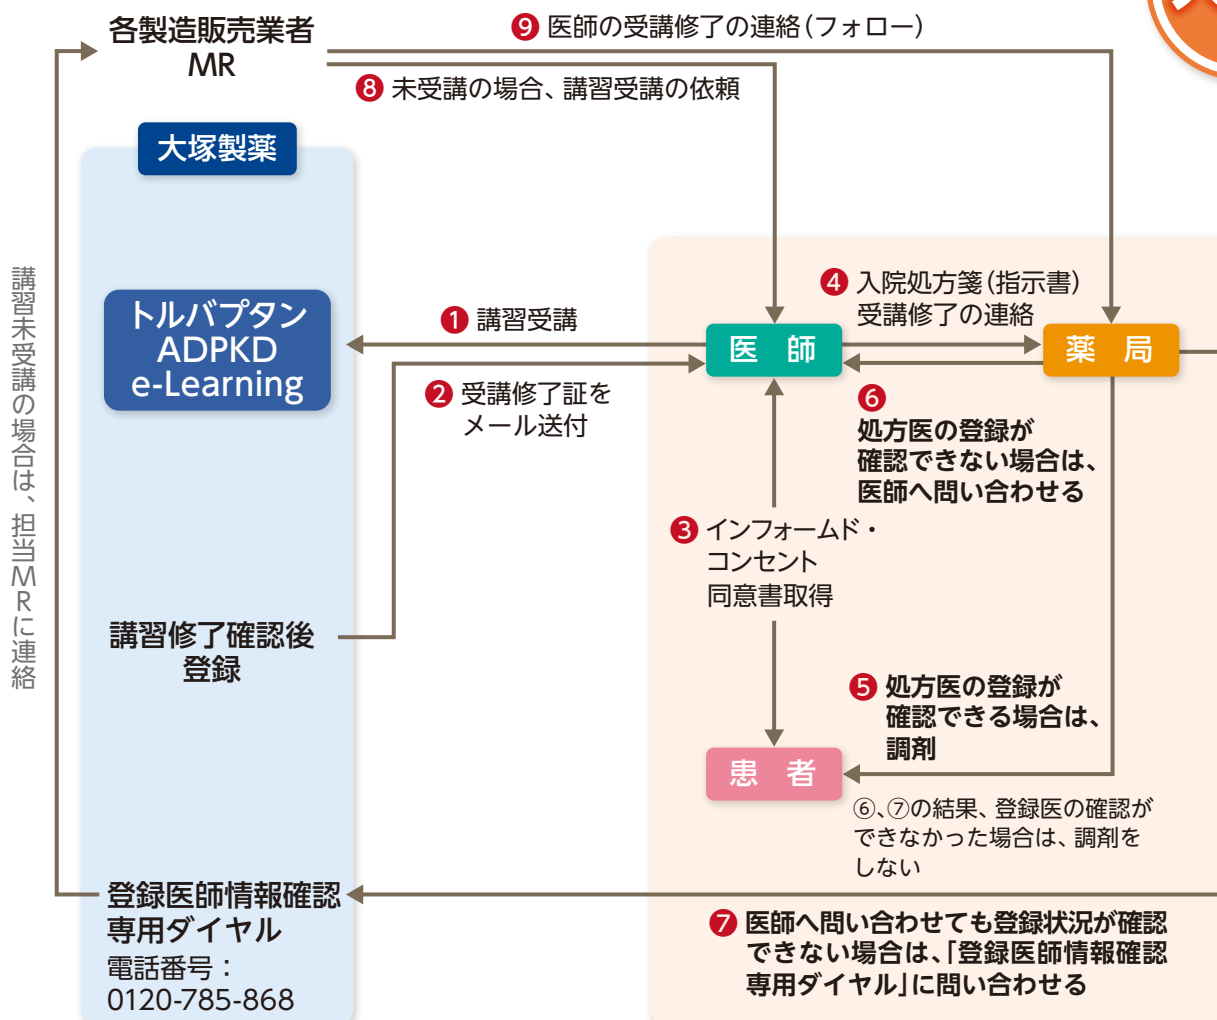 各製造販売業者
MR
❾ 医師の受講修了の連絡(フォロー)
❽ 未受講の場合、講習受講の依頼
大塚製薬
講習未受講の場合は、担当MRに連絡
トルバプタン
ADPKD
e-Learning
❶ 講習受講
❷ 受講修了証を
メール送付
医 師
❹ 入院処方箋(指示書)
受講修了の連絡
薬 局
❻
処方医の登録が
確認できない場合は、
医師へ問い合わせる
❸ インフォームド・
コンセント
同意書取得
講習修了確認後
登録
❺ 処方医の登録が
確認できる場合は、
調剤
患 者
⑥、⑦の結果、登録医の確認が
できなかった場合は、調剤を
しない
登録医師情報確認
専用ダイヤル
電話番号：
0120-785-868
❼ 医師へ問い合わせても登録状況が確認
できない場合は、「登録医師情報確認
専用ダイヤル」に問い合わせる